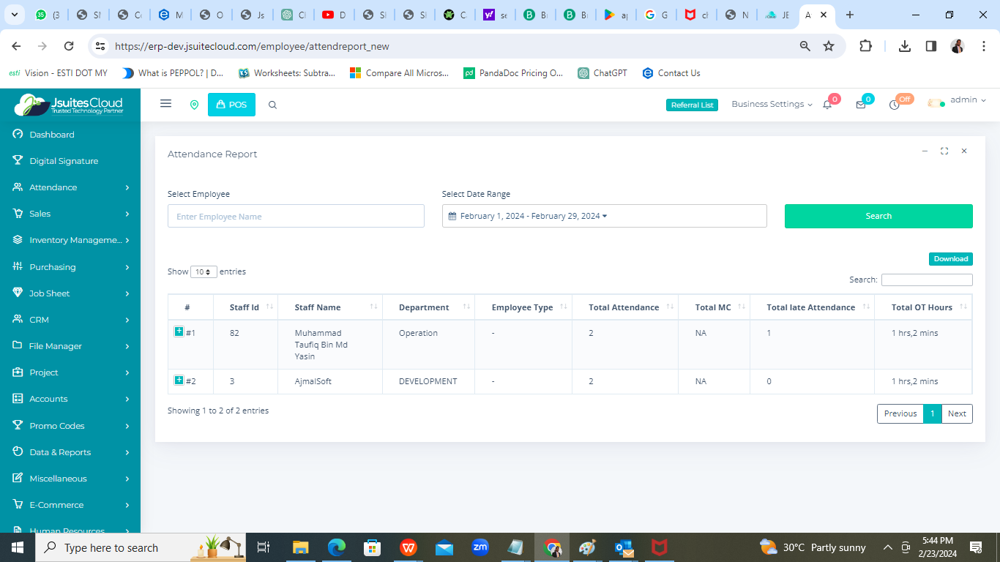 (3
SI
Co
M
O
Js
Cl
D
SI
SI
C
se
Bi
Bi
ap
G
cl
N
JE
A
https://erp-dev.jsuitecloud.com/employee/attendreport_new
esti Vision - ESTI DOT MY
What is PEPPOL? | D...
Worksheets: Subtra...
Compare All Micros...
pd PandaDoc Pricing O...
ChatGPT
Contact Us
JsuitesCloud
Trusted Technology Partner
POS
Referral List
Business Settings
0
0
Off
admin
Dashboard
Digital Signature
Attendance
Sales
Inventory Manageme...
Purchasing
Job Sheet
CRM
File Manager
Project
Accounts
Promo Codes
Data & Reports
Miscellaneous
E-Commerce
Human Resources
Attendance Report
Select Employee
Select Date Range
Enter Employee Name
February 1, 2024 - February 29, 2024
Search
Download
Show 10 entries
Search:
# Staff Id Staff Name Department Employee Type Total Attendance Total MC Total late Attendance Total OT Hours
#1 82 Muhammad Operation - 2 NA 1 1 hrs,2 mins
Taufiq Bin Md
Yasin
#2 3 AjmalSoft DEVELOPMENT - 2 NA 0 1 hrs,2 mins
Showing 1 to 2 of 2 entries
Previous 1 Next
Type here to search
zm
30°C Partly sunny
5:44 PM
2/23/2024